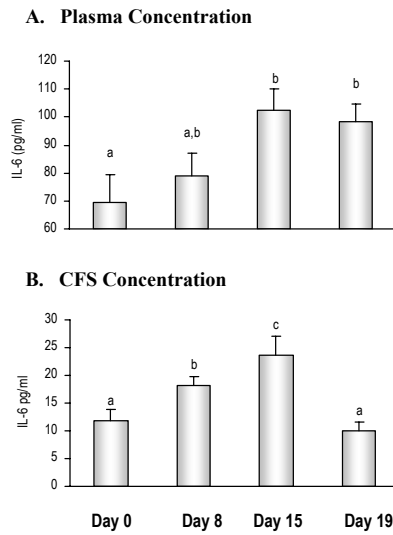 A. Plasma Concentration
120
110
100
90
80
70
60
IL-6 (pg/ml)
a
a,b
b
b
B. CFS Concentration
30
25
20
15
10
5
0
IL-6 pg/ml
a
b
c
a
Day 0 Day 8 Day 15 Day 19